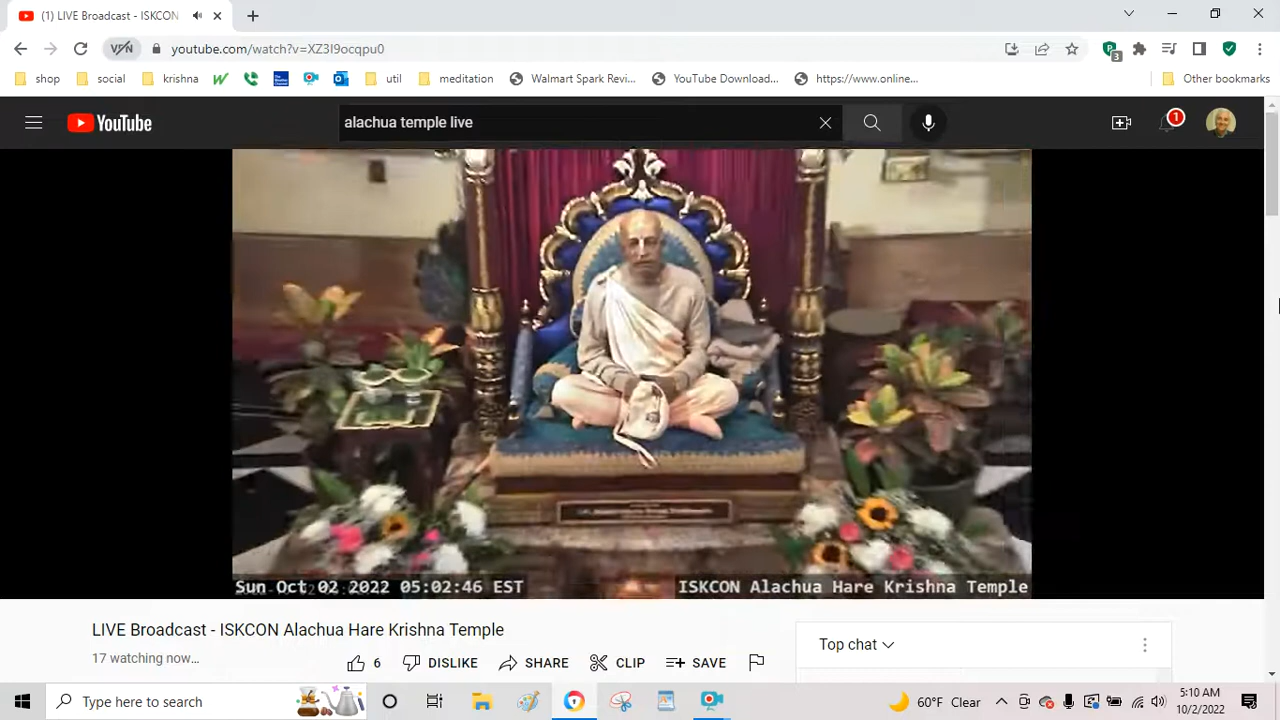 (1) LIVE Broadcast - ISKCON
youtube.com/watch?v=XZ3I9ocqpu0
VPN
3
shop
social
krishna
util
meditation
Walmart Spark Revi...
YouTube Download...
https://www.online...
Other bookmarks
YouTube
alachua temple live
1
Sun Oct 02 2022 05:02:46 EST
ISKCON Alachua Hare Krishna Temple
LIVE Broadcast - ISKCON Alachua Hare Krishna Temple
17 watching now...
6
DISLIKE
SHARE
CLIP
SAVE
Top chat
Type here to search
60°F Clear
5:10 AM
10/2/2022